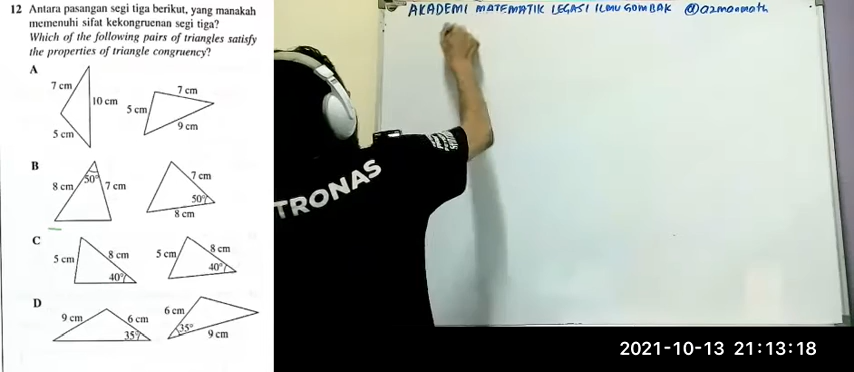 12 Antara pasangan segi tiga berikut, yang manakah
memenuhi sifat kekongruenan segi tiga?
Which of the following pairs of triangles satisfy
the properties of triangle congruency?
A
7 cm
10 cm
5 cm
7 cm
5 cm
9 cm
B
50°
8 cm
7 cm
7 cm
50°
8 cm
C
5 cm
8 cm
40°
5 cm
8 cm
40°
D
9 cm
6 cm
35°
6 cm
35°
9 cm
AKADEMI MATEMATIK LEGASI ILMU GOMBAK @azmanmath
TRONAS
2021-10-13 21:13:18